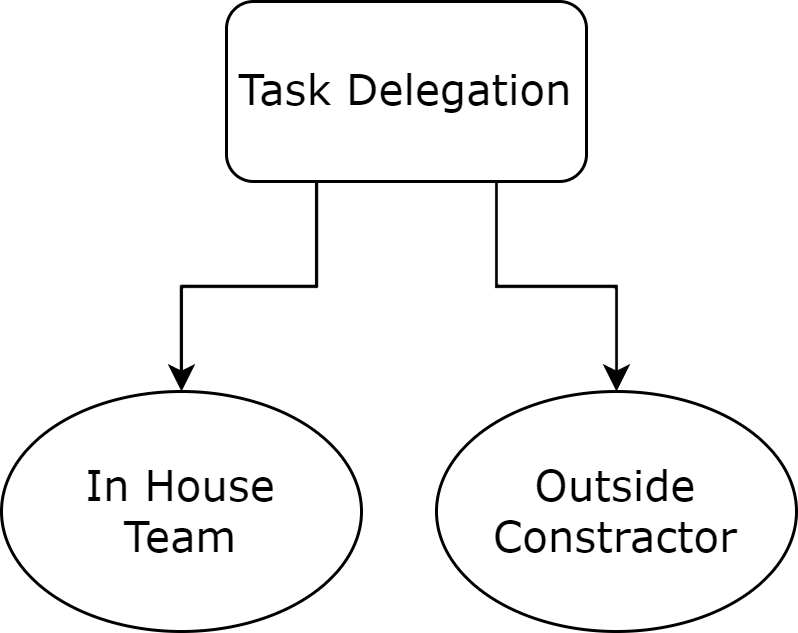 Task Delegation
In House
Team
Outside
Constractor